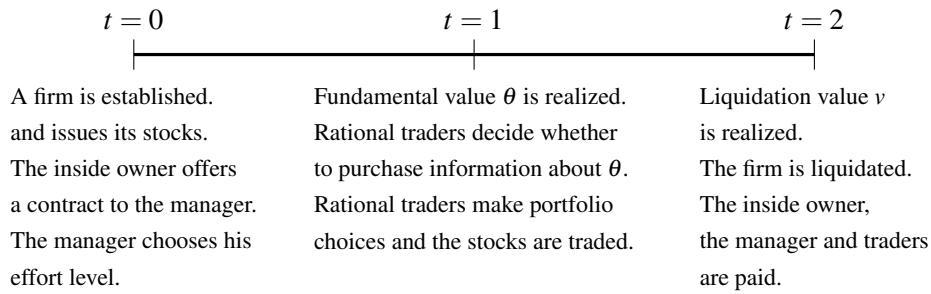 t = 0
t = 1
t = 2
A firm is established.
and issues its stocks.
The inside owner offers
a contract to the manager.
The manager chooses his
effort level.
Fundamental value θ is realized.
Rational traders decide whether
to purchase information about θ.
Rational traders make portfolio
choices and the stocks are traded.
Liquidation value v
is realized.
The firm is liquidated.
The inside owner,
the manager and traders
are paid.